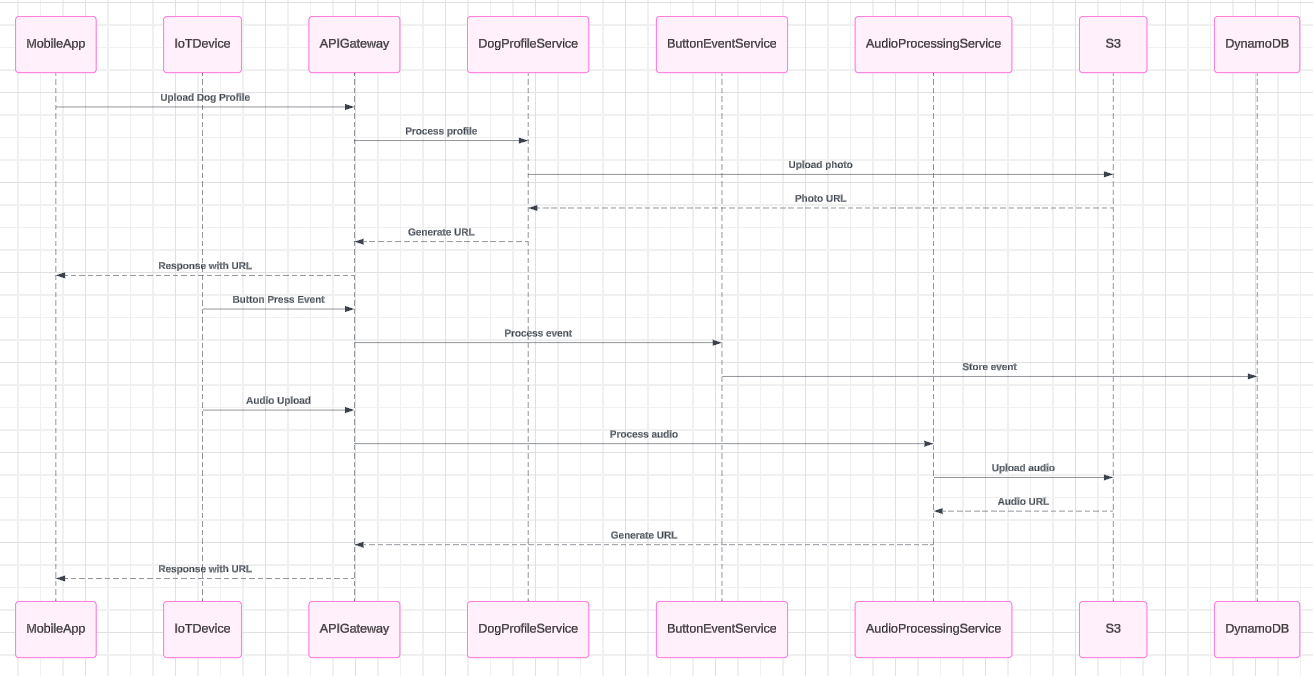 MobileApp
IoTDevice
APIGateway
DogProfileService
ButtonEventService
AudioProcessingService
S3
DynamoDB
Upload Dog Profile
Process profile
Upload photo
Photo URL
Generate URL
Response with URL
Button Press Event
Process event
Store event
Audio Upload
Process audio
Upload audio
Audio URL
Generate URL
Response with URL
MobileApp
IoTDevice
APIGateway
DogProfileService
ButtonEventService
AudioProcessingService
S3
DynamoDB